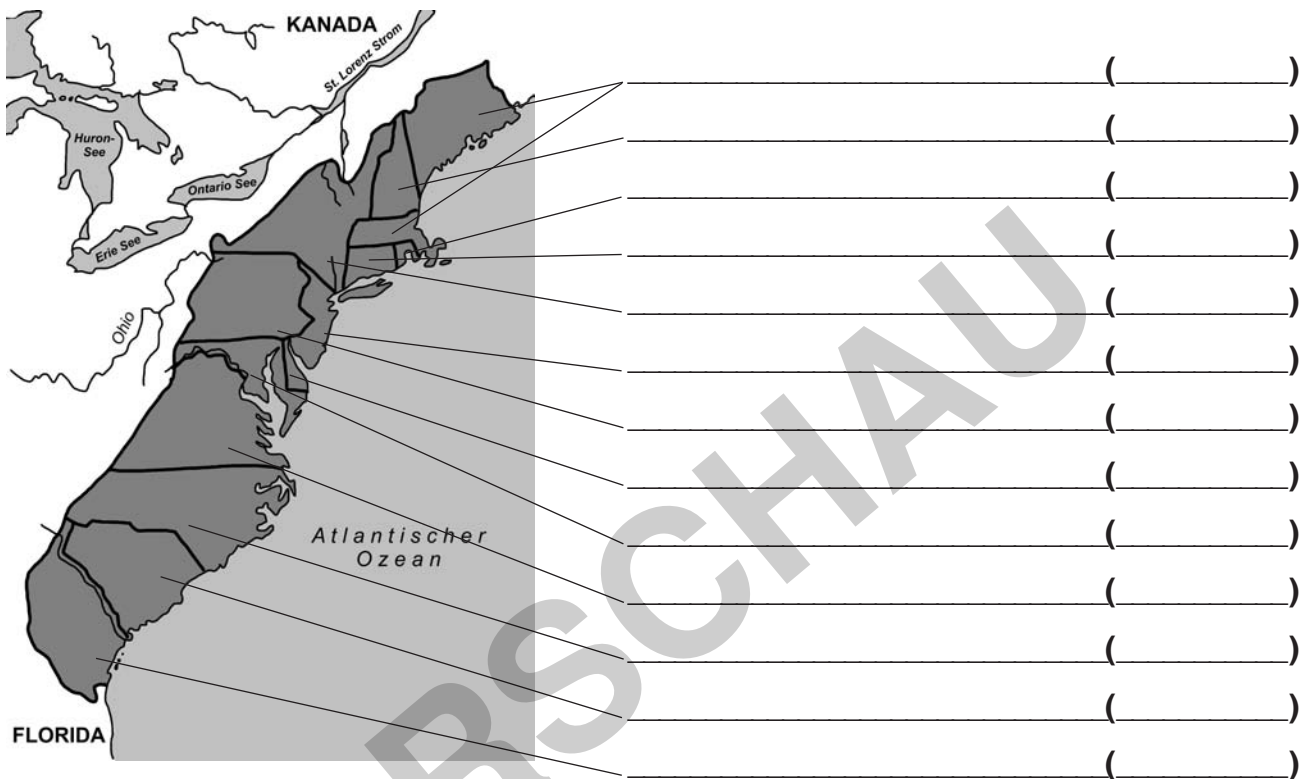 KANADA
St. Lorenz Strom
Huron-
See
Ontario See
Erie See
Ohio
Atlantischer
Ozean
FLORIDA
(            )
(            )
(            )
(            )
(            )
(            )
(            )
(            )
(            )
(            )
(            )
(            )
(            )
RSCHAU